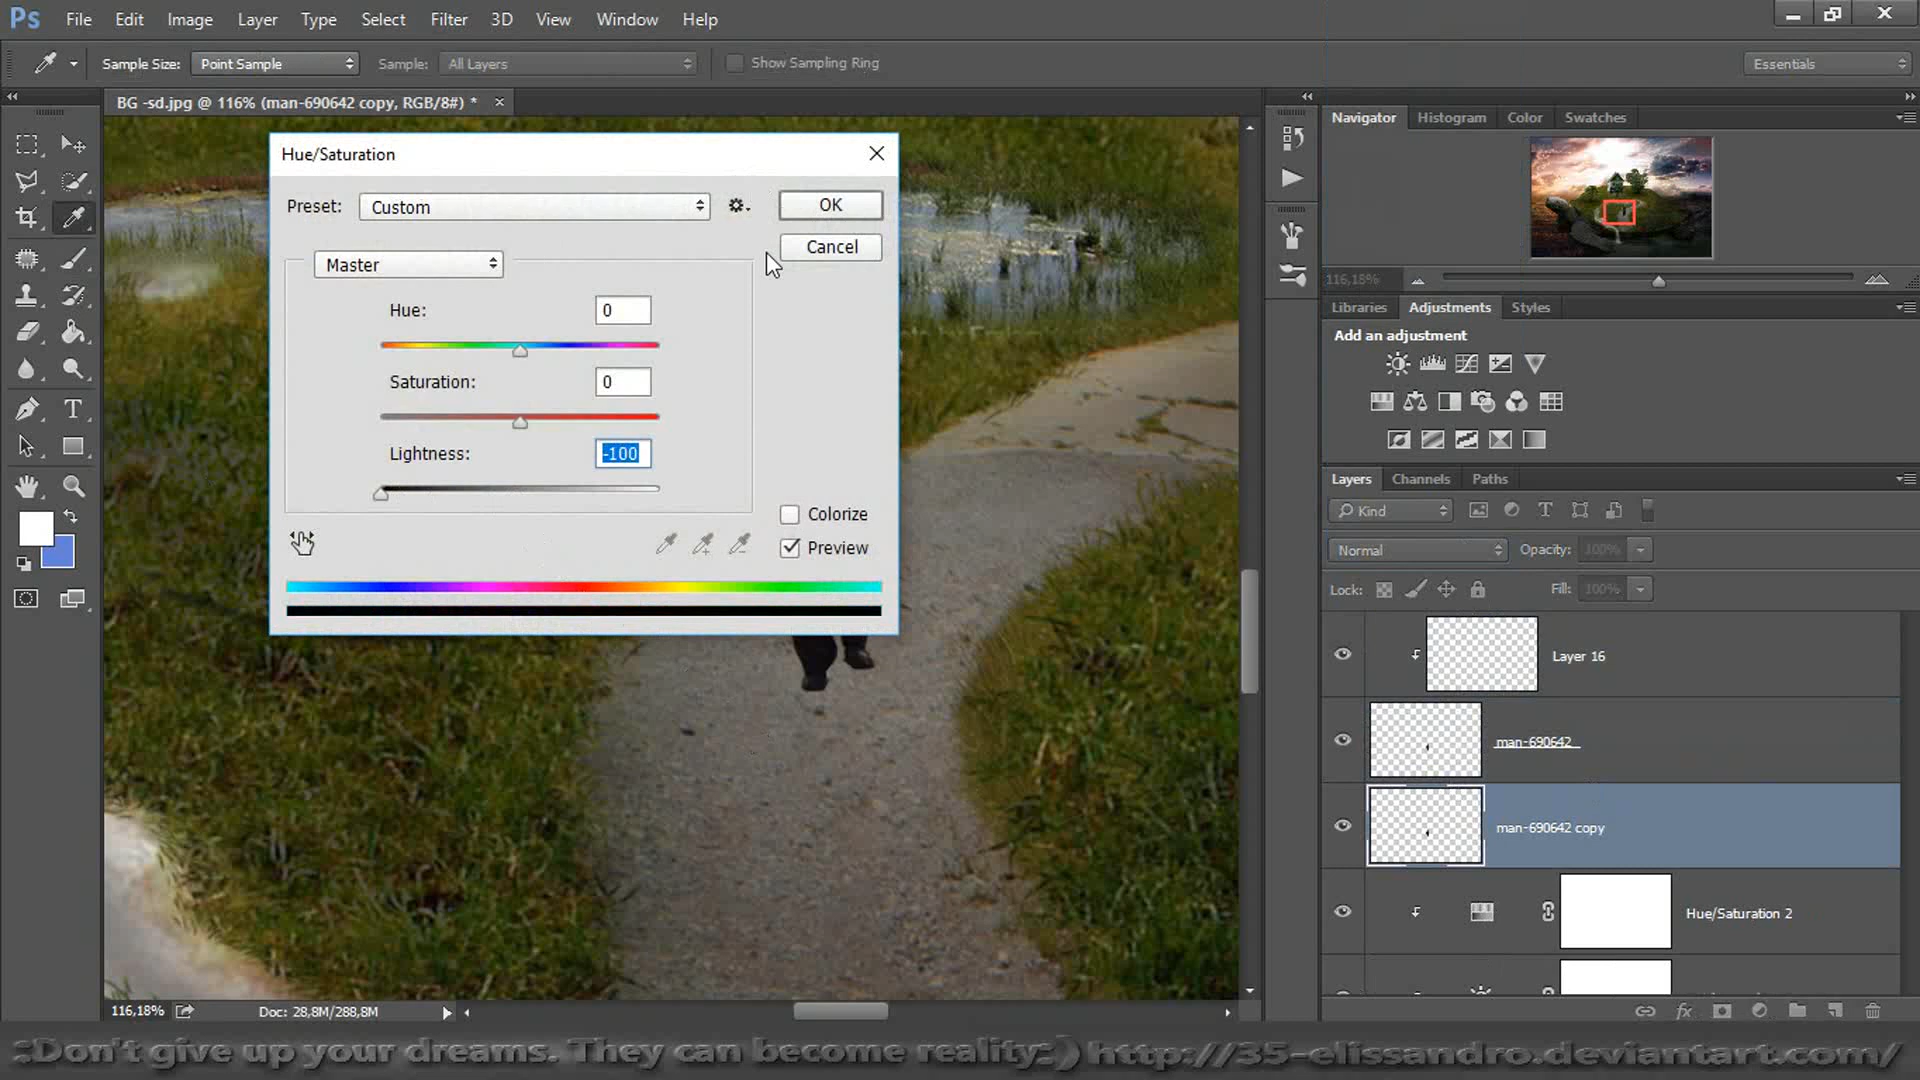 Ps File Edit Image Layer Type Select Filter 3D View Window Help
Sample Size: Point Sample Sample: All Layers Show Sampling Ring Essentials
BG -sd.jpg @ 116% (man-690642 copy, RGB/8#) *
Navigator Histogram Color Swatches
Hue/Saturation
Preset: Custom OK
Cancel
Master
Hue: 0
Saturation: 0
Lightness: -100
Colorize
Preview
116,18%
Libraries Adjustments Styles
Add an adjustment
Layers Channels Paths
Kind
Normal Opacity: 100%
Lock: Fill: 100%
Layer 16
man-690642
man-690642 copy
Hue/Saturation 2
116,18% Doc: 28,8M/288,8M
:Don't give up your dreams. They can become reality:) http://35-elissandro.deviantart.com/